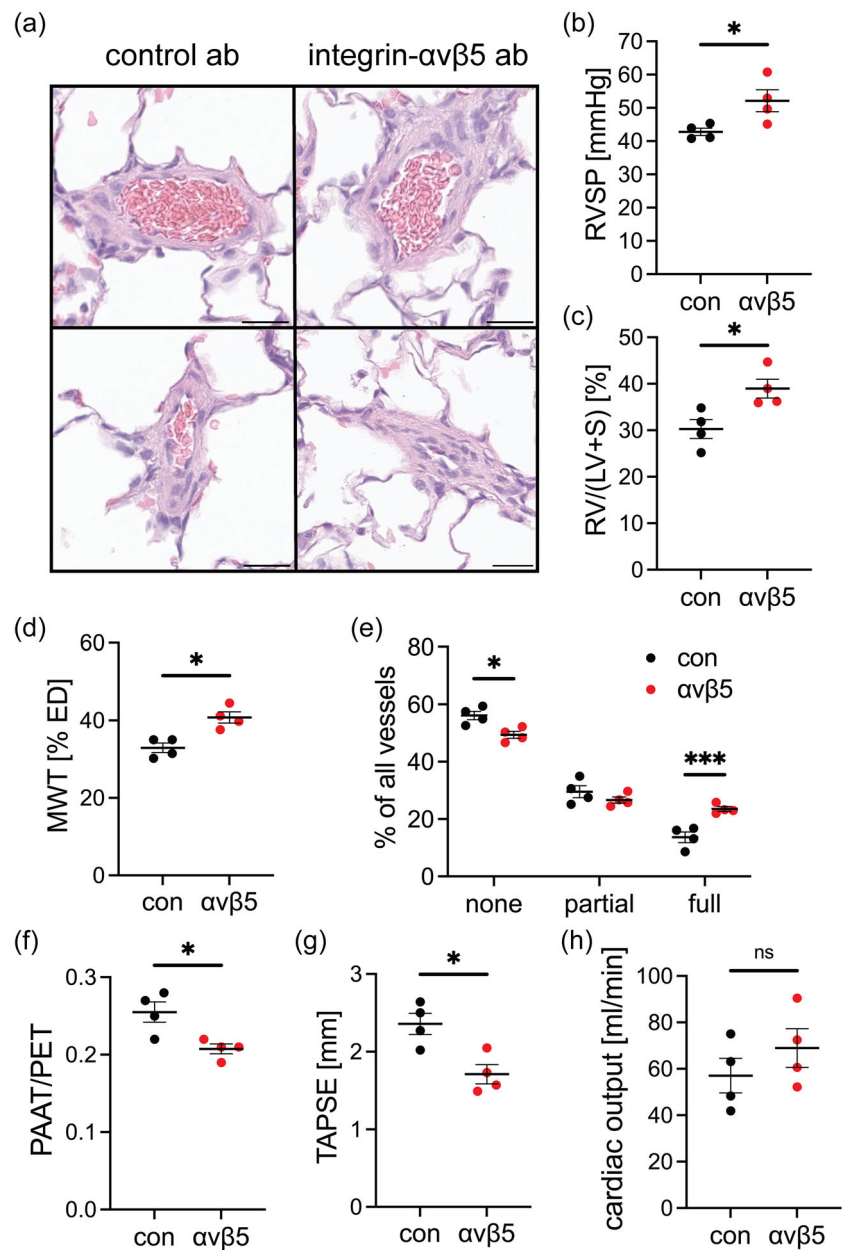 (a)
control ab integrin-αvβ5 ab
(b)
*
RVSP [mmHg]
70
60
50
40
30
20
10
0
con αvβ5
(c)
*
RV/(LV+S) [%]
50
40
30
20
10
0
con αvβ5
(d)
*
MWT [% ED]
60
40
20
0
con αvβ5
(e)
con
αvβ5
*
***
% of all vessels
80
60
40
20
0
none partial full
(f)
*
PAAT/PET
0.3
0.2
0.1
0.0
con αvβ5
(g)
*
TAPSE [mm]
3
2
1
0
con αvβ5
(h)
ns
cardiac output [ml/min]
100
80
60
40
20
0
con αvβ5